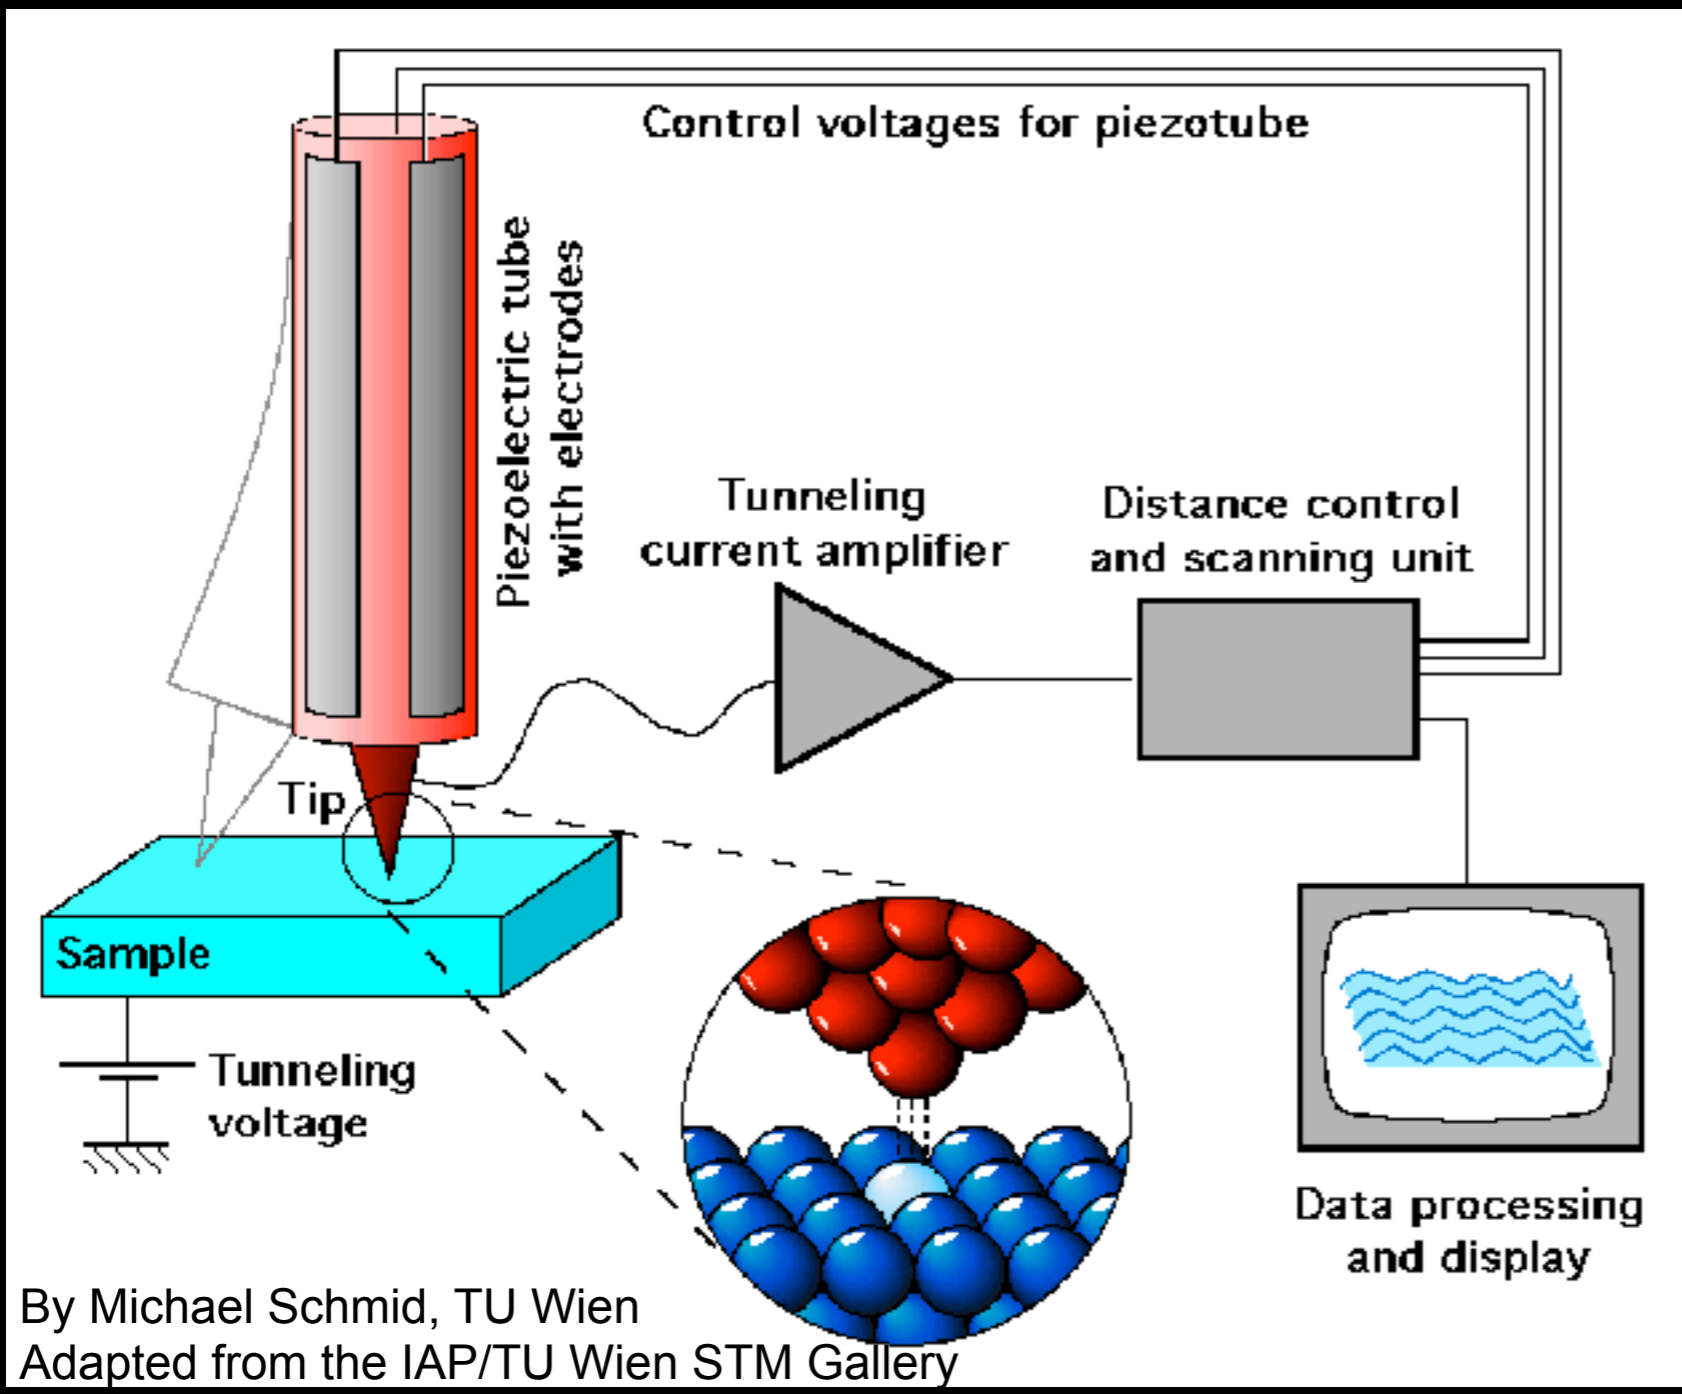 Control voltages for piezotube
Piezoelectric tube
with electrodes
Tunneling
current amplifier
Distance control
and scanning unit
Tip
Sample
Tunneling
voltage
Data processing
and display
By Michael Schmid, TU Wien
Adapted from the IAP/TU Wien STM Gallery